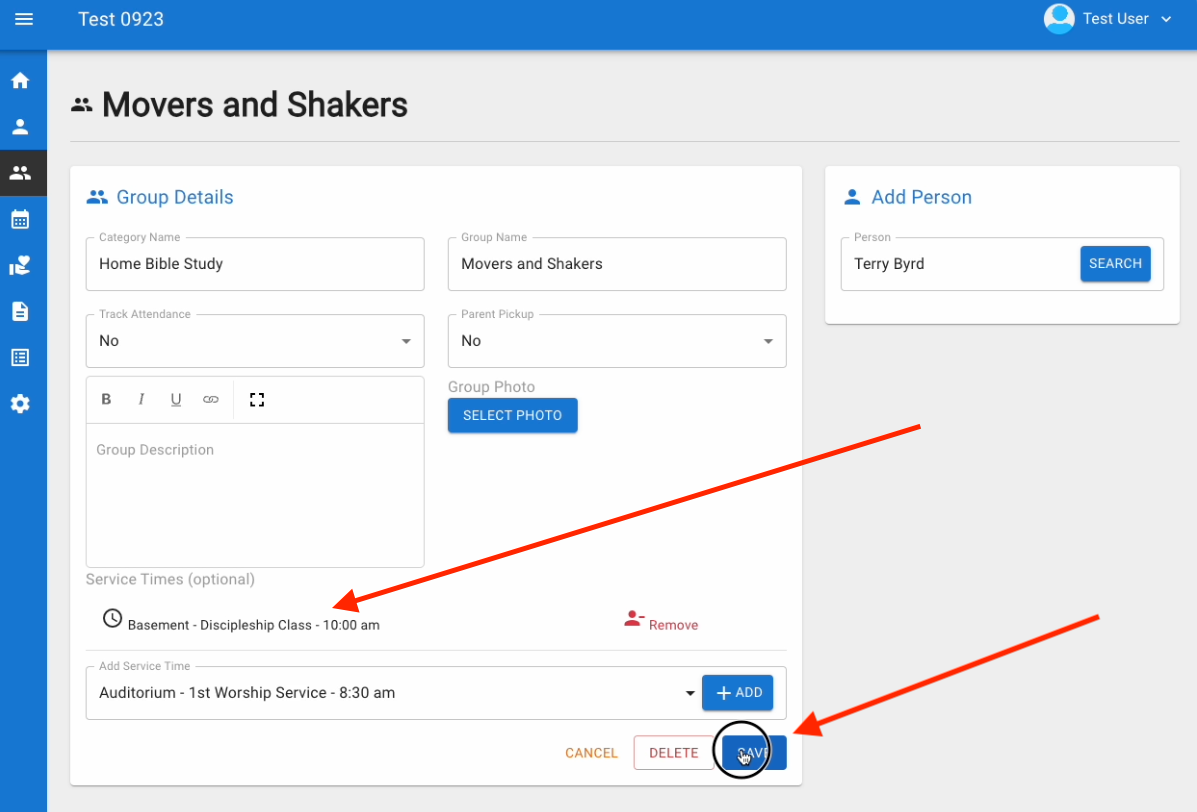 Test 0923
Test User
Movers and Shakers
Group Details
Category Name
Home Bible Study
Group Name
Movers and Shakers
Track Attendance
No
Parent Pickup
No
B I U
Group Description
Group Photo
SELECT PHOTO
Service Times (optional)
Basement - Discipleship Class - 10:00 am
Remove
Add Service Time
Auditorium - 1st Worship Service - 8:30 am
ADD
CANCEL
DELETE
SAVE
Add Person
Person
Terry Byrd
SEARCH